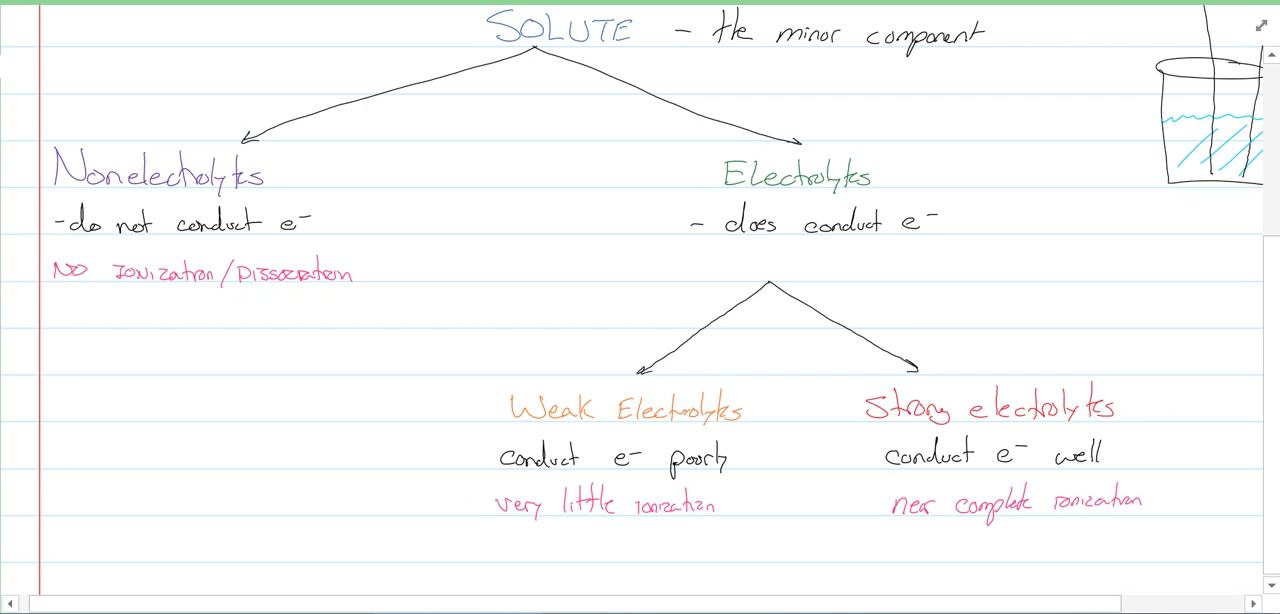 SOLUTE - the minor component
Nonelectrolytes
Electrolytes
- do not conduct e⁻
- does conduct e⁻
NO Ionization/Dissociation
Weak Electrolytes
Strong electrolytes
conduct e⁻ poorly
conduct e⁻ well
very little ionization
near complete ionization